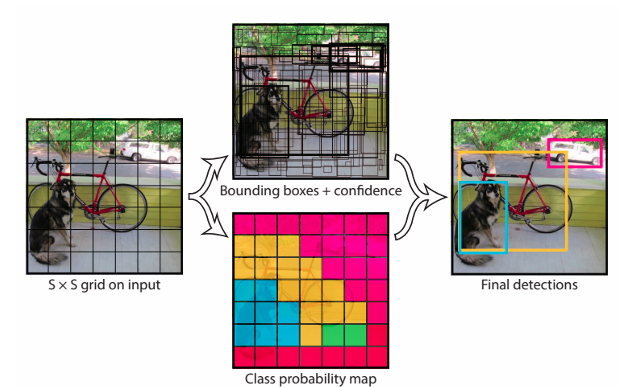 Bounding boxes + confidence
S × S grid on input
Final detections
Class probability map